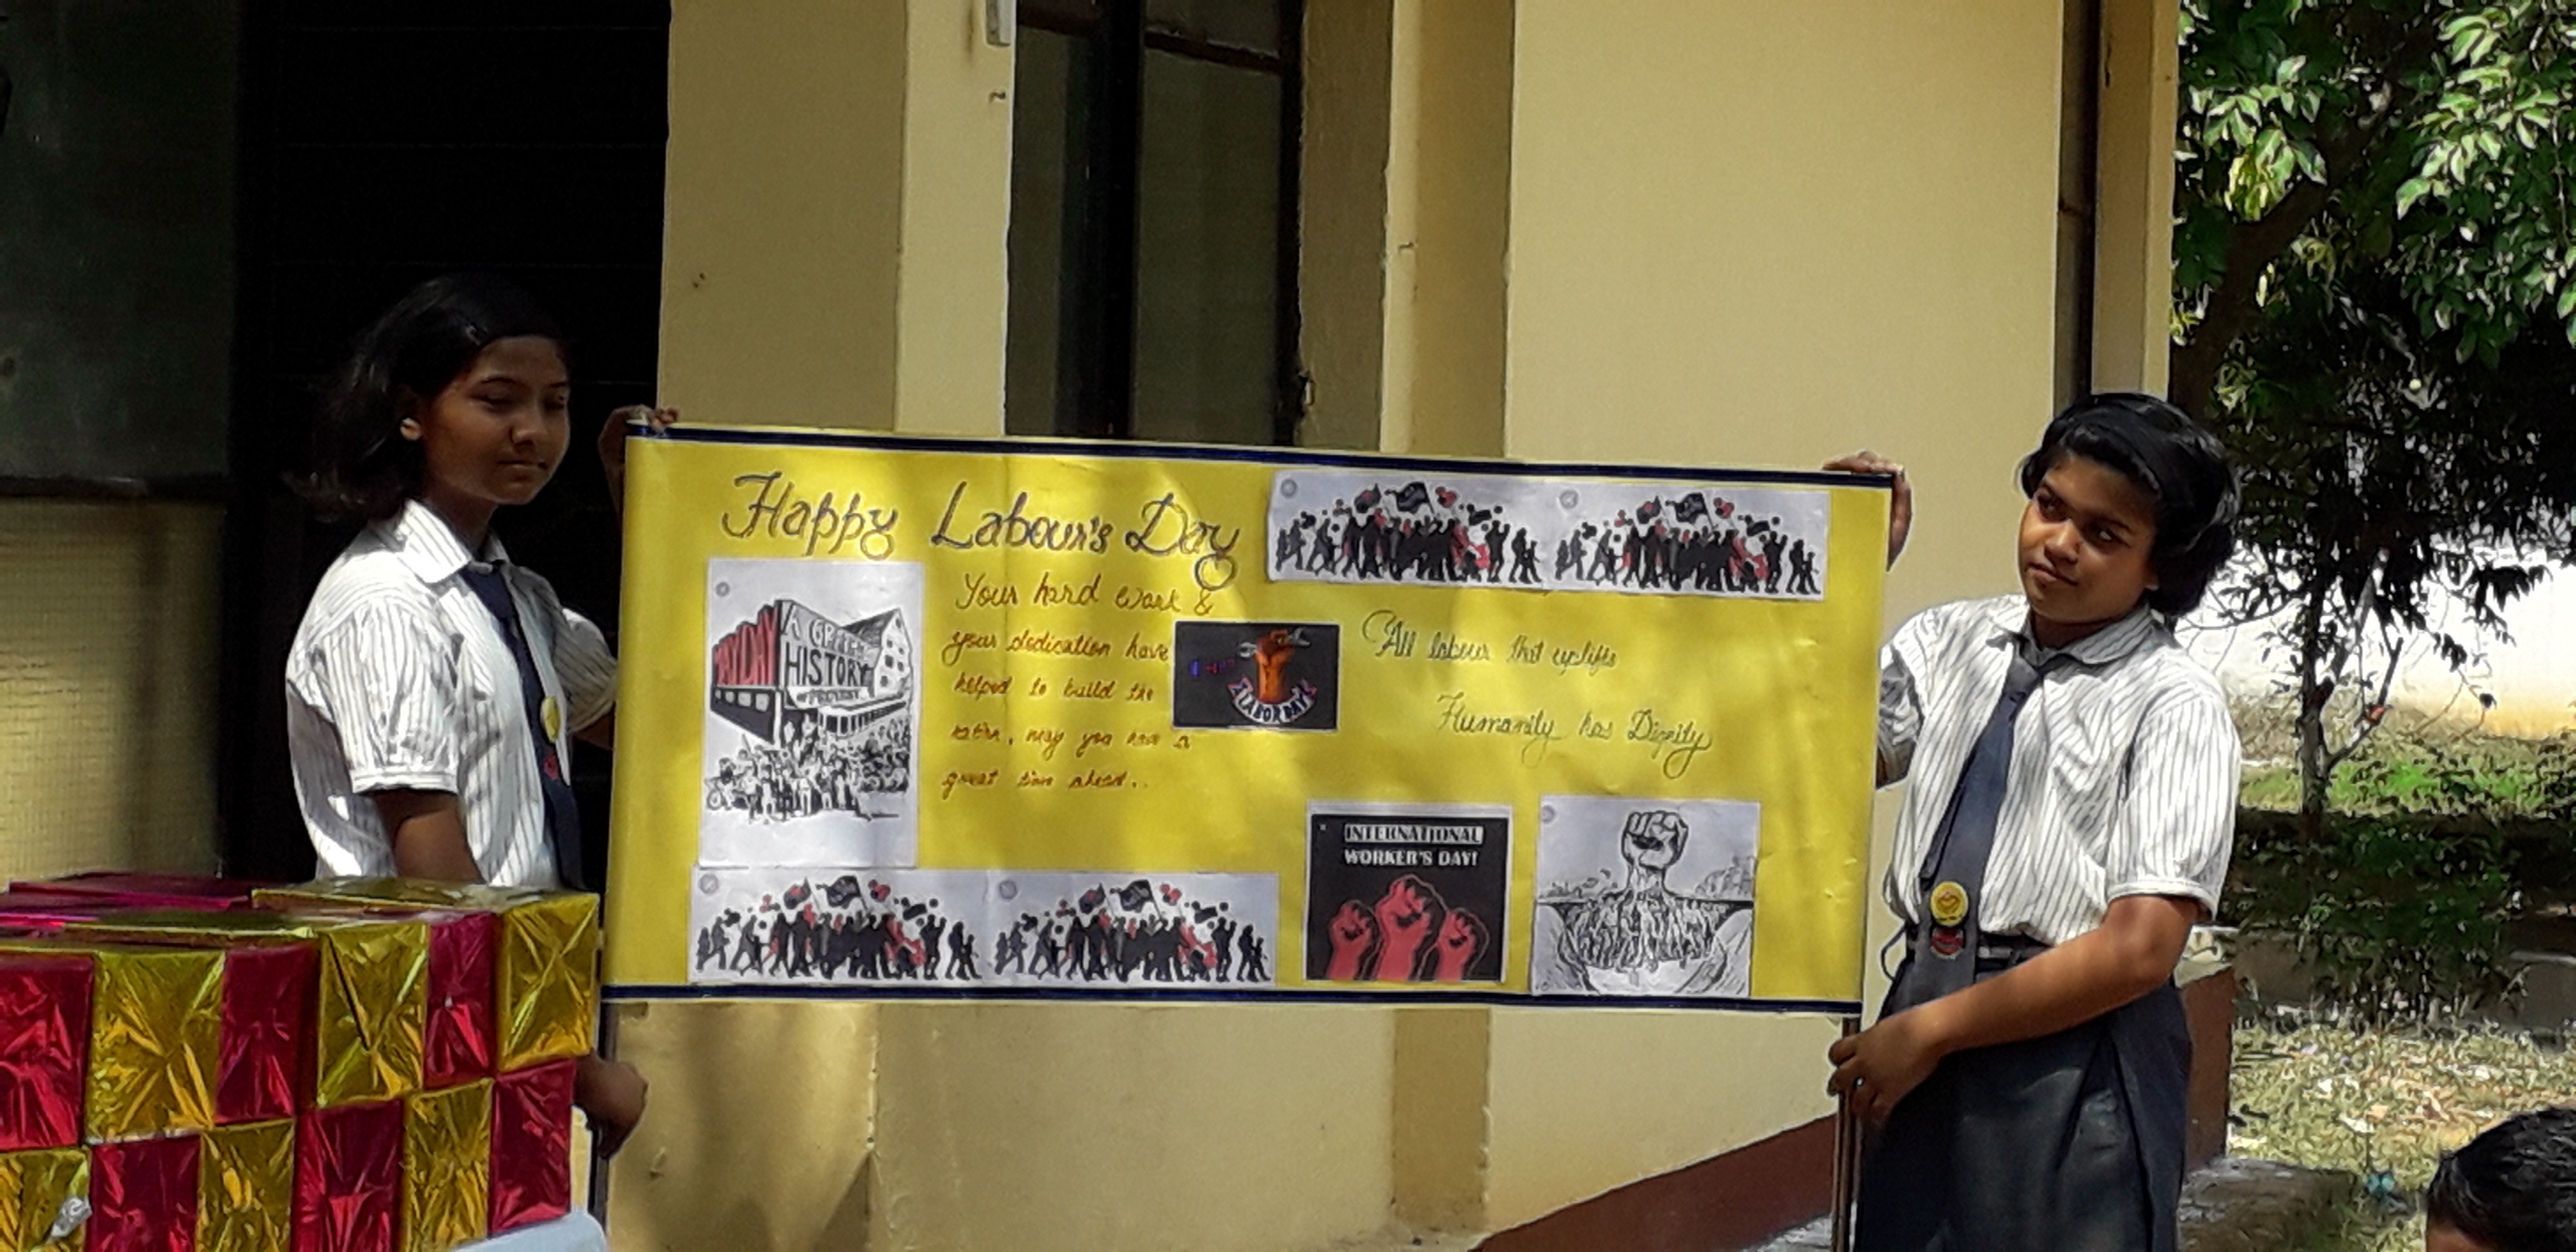 Happy Labour's Day
MAYDAY
A GRAPHIC
HISTORY
OF PROTEST
Your hard work &
your dedication have
helped to build the
nation, may you have a
great time ahead..
LABOR DAY
All labour that uplifts
Humanity has Dignity
INTERNATIONAL
WORKER'S DAY!